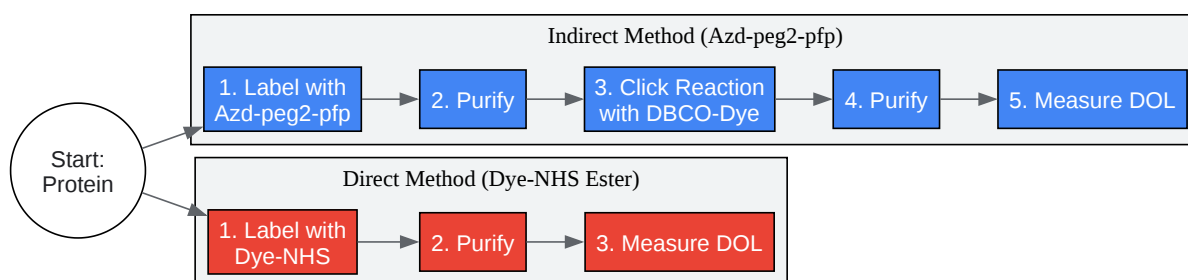 Indirect Method (Azd-peg2-pfp)
1. Label with
Azd-peg2-pfp
2. Purify
3. Click Reaction
with DBCO-Dye
4. Purify
5. Measure DOL
Start:
Protein
Direct Method (Dye-NHS Ester)
1. Label with
Dye-NHS
2. Purify
3. Measure DOL